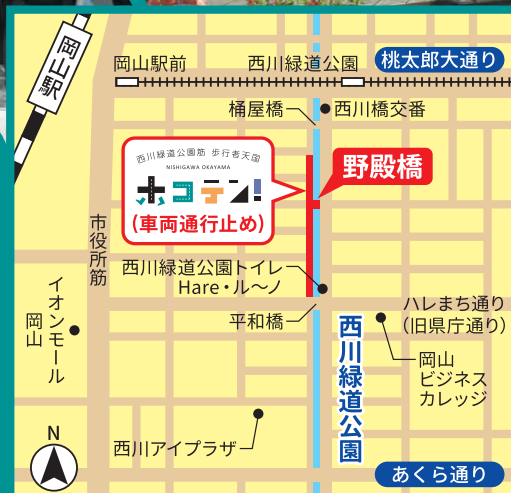 岡山駅
岡山駅前
西川緑道公園
桃太郎大通り
桶屋橋
西川橋交番
西川緑道公園筋 歩行者天国
NISHIGAWA OKAYAMA
ホコテン!
(車両通行止め)
野殿橋
市役所筋
西川緑道公園トイレ
Hare・ル〜ノ
平和橋
イオンモール
岡山
ハレまち通り
(旧県庁通り)
岡山
ビジネス
カレッジ
西川緑道公園
西川アイプラザ
あくら通り
N